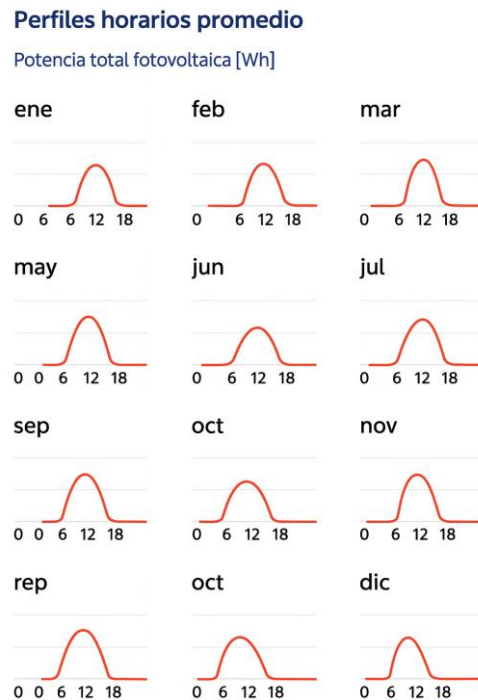 Perfiles horarios promedio
Potencia total fotovoltaica [Wh]
ene feb mar
0 6 6 12 18 0 6 12 18 0 6 12 18
may jun jul
0 0 6 12 18 0 6 12 18 0 6 12 18
sep oct nov
0 0 6 12 18 0 6 12 18 0 6 12 18
rep oct dic
0 0 6 12 18 0 6 12 18 0 6 12 18